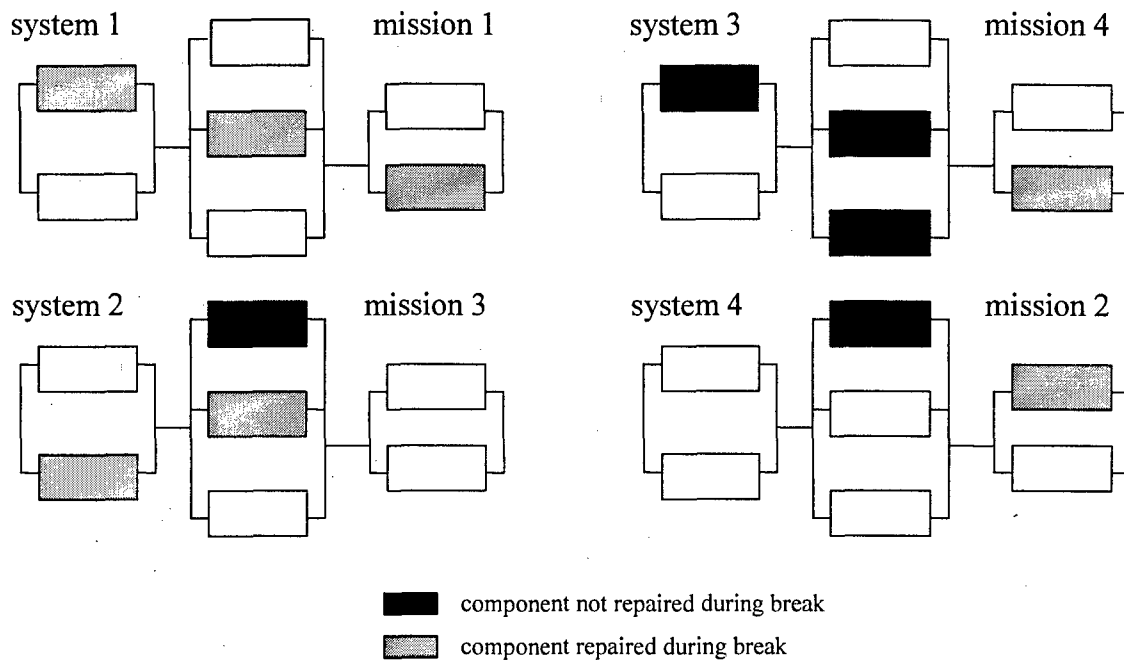 system 1
mission 1
system 3
mission 4
system 2
mission 3
system 4
mission 2
component not repaired during break
component repaired during break